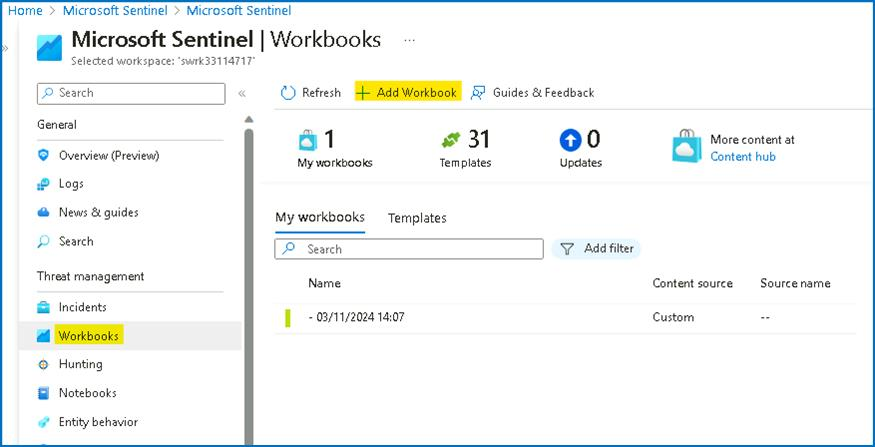 Home > Microsoft Sentinel > Microsoft Sentinel
Microsoft Sentinel | Workbooks ...
Selected workspace: 'swrk33114717'
Search
General
Overview (Preview)
Logs
News & guides
Search
Threat management
Incidents
Workbooks
Hunting
Notebooks
Entity behavior
Refresh + Add Workbook Guides & Feedback
1
My workbooks
31
Templates
0
Updates
More content at
Content hub
My workbooks Templates
Search Add filter
Name Content source Source name
- 03/11/2024 14:07 Custom --